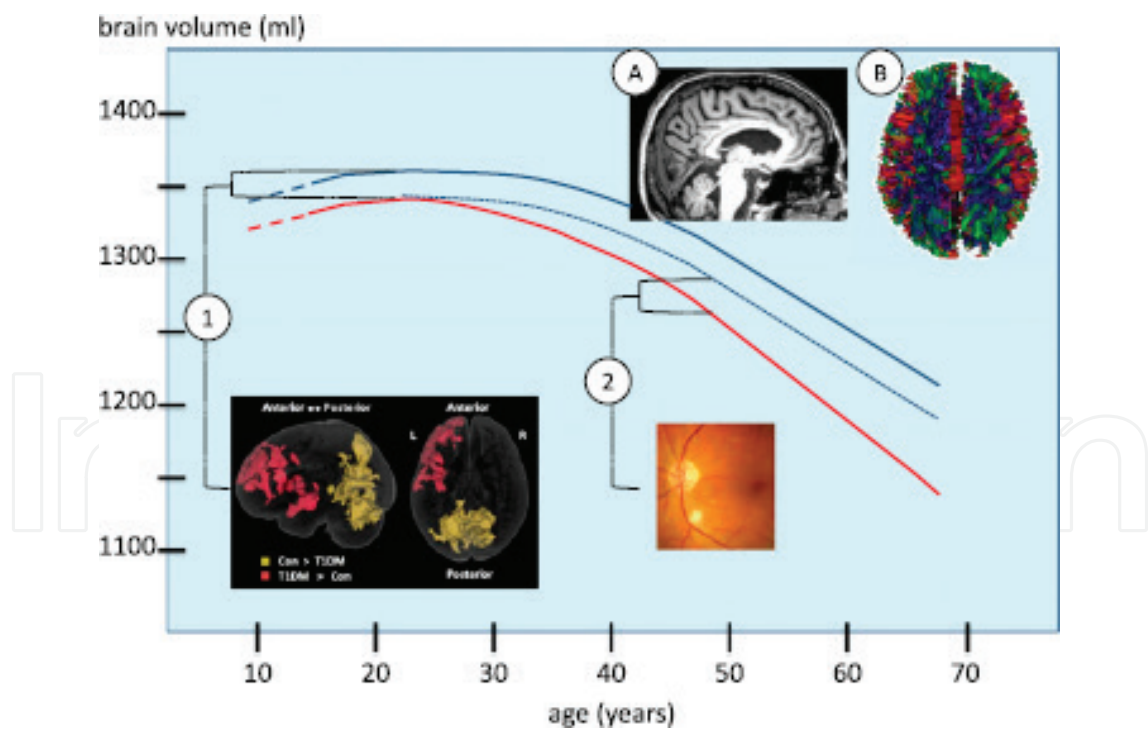 brain volume (ml)
A
B
1400
1300
1
1200
2
Anterior ↔ Posterior
Anterior
L
R
Con > T1DM
T1DM > Con
Posterior
1100
10 20 30 40 50 60 70
age (years)